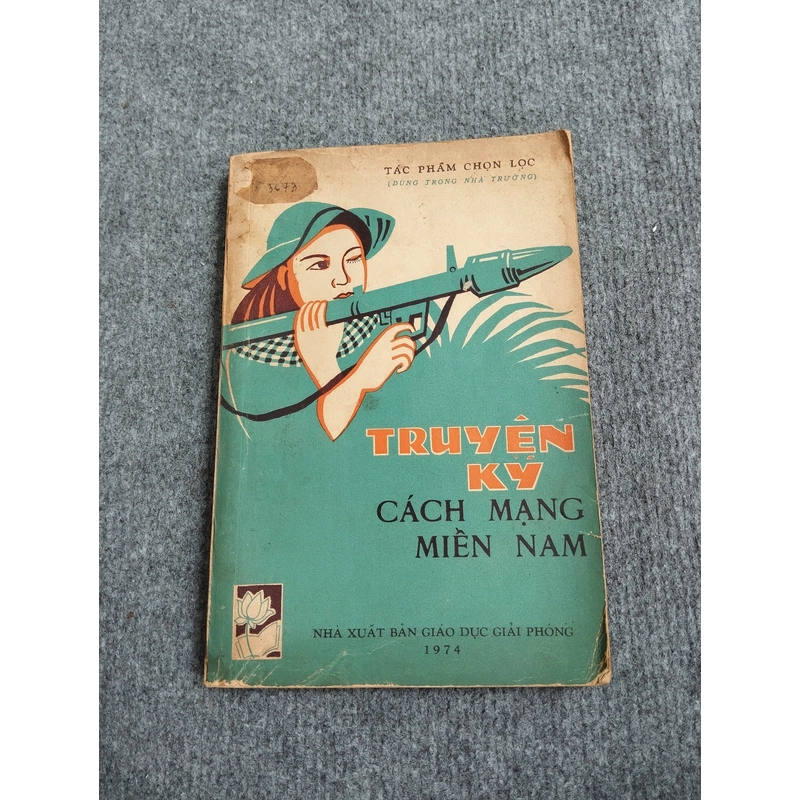 3673
TÁC PHẨM CHỌN LỌC
(DÙNG TRONG NHÀ TRƯỜNG)
TRUYỆN
KÝ
CÁCH MẠNG
MIỀN NAM
NHÀ XUẤT BẢN GIÁO DỤC GIẢI PHÓNG
1974